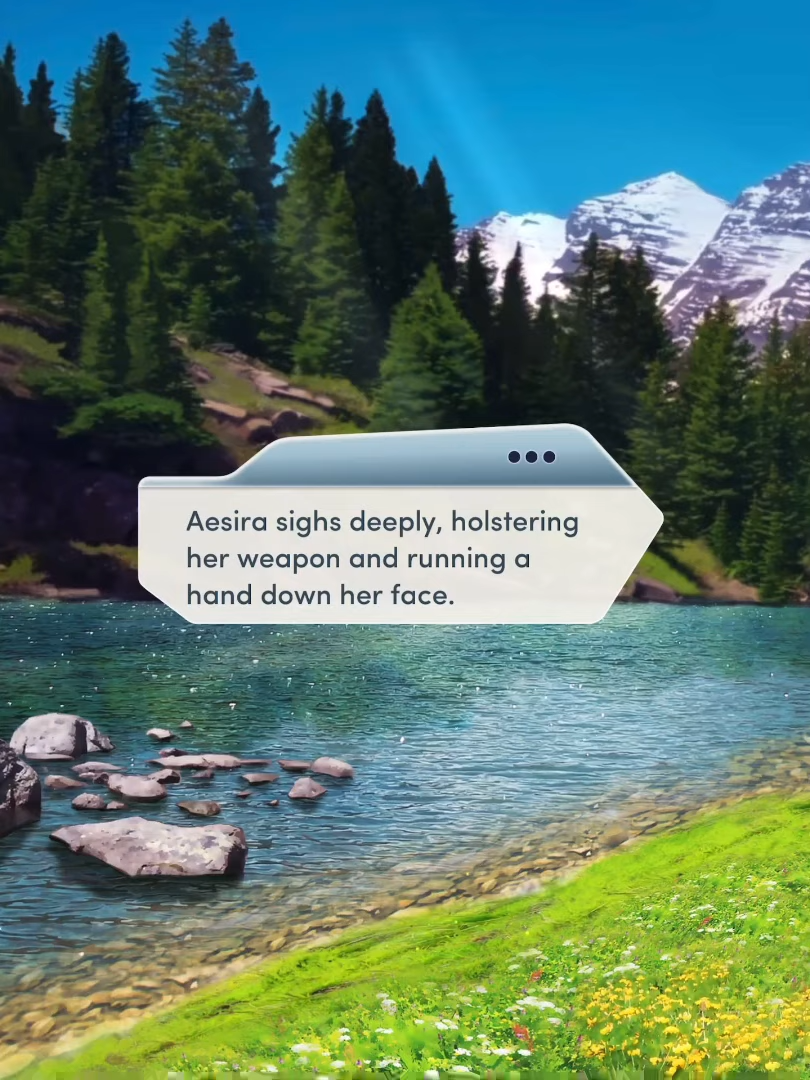 Aesira sighs deeply, holstering
her weapon and running a
hand down her face.